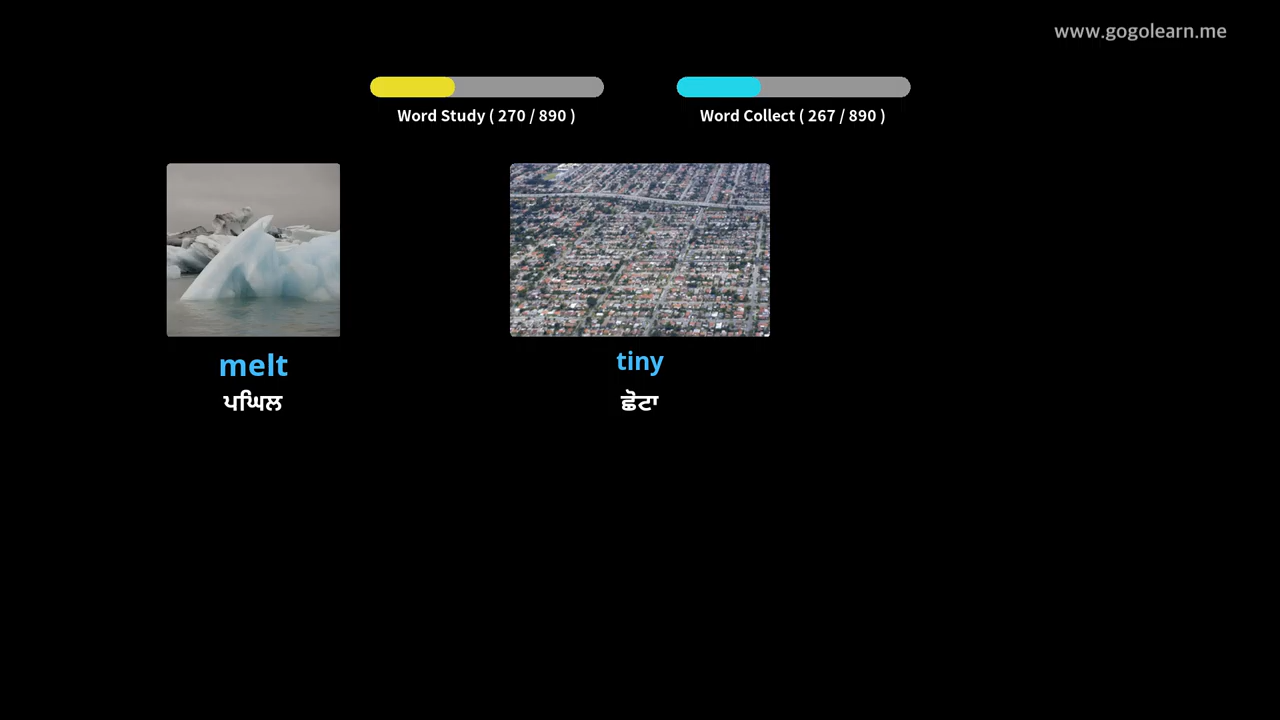 www.gogolearn.me
Word Study ( 270 / 890 )
Word Collect ( 267 / 890 )
melt
ਪਘਿਲ
tiny
ਛੋਟਾ